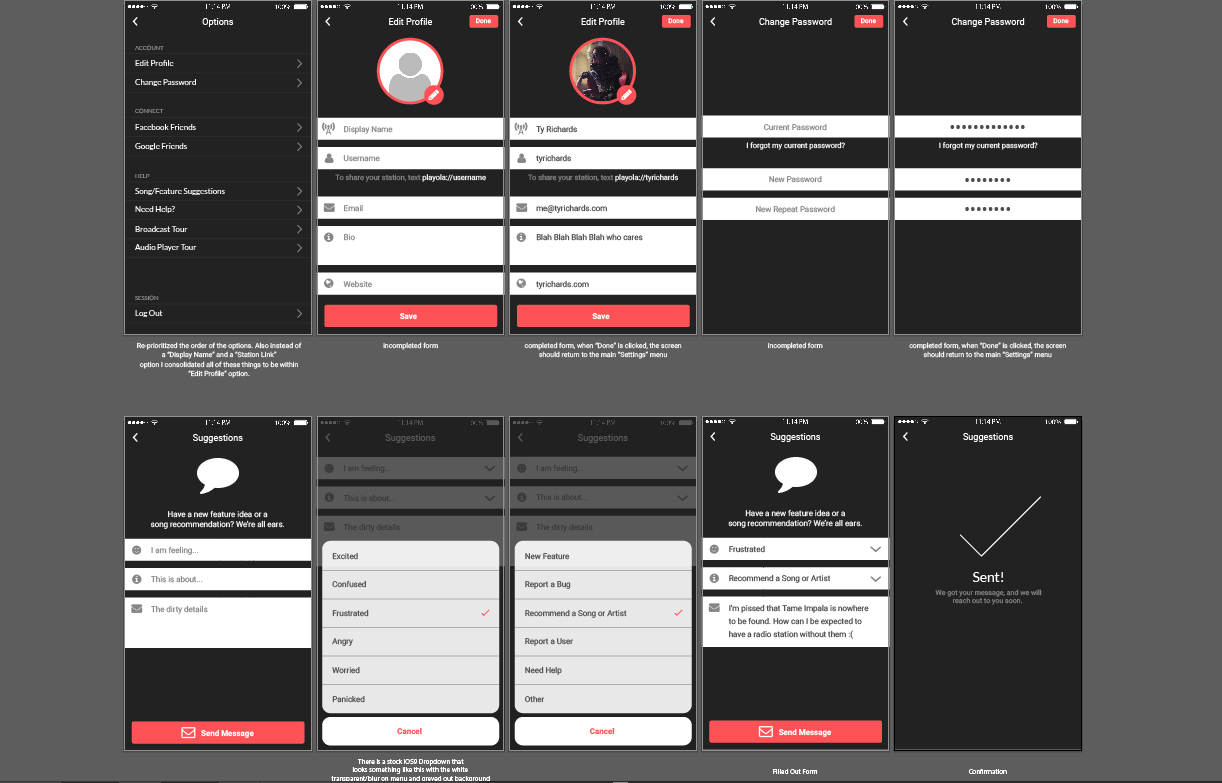 11:14 PM 100%
Options
ACCOUNT
Edit Profile
Change Password
CONNECT
Facebook Friends
Google Friends
HELP
Song/Feature Suggestions
Need Help?
Broadcast Tour
Audio Player Tour
SESSION
Log Out
Re-prioritized the order of the options. Also instead of
a "Display Name" and a "Station Link"
option I consolidated all of these things to be within
"Edit Profile" option.
11:14 PM
Edit Profile
Done
Display Name
Username
To share your station, text playola://username
Email
Bio
Website
Save
incompleted form
11:14 PM 100%
Edit Profile
Done
Ty Richards
tyrichards
To share your station, text playola://tyrichards
me@tyrichards.com
Blah Blah Blah Blah who cares
tyrichards.com
Save
completed form, when "Done" is clicked, the screen
should return to the main "Settings" menu
11:14 PM
Change Password
Done
Current Password
I forgot my current password?
New Password
New Repeat Password
incompleted form
11:14 PM 100%
Change Password
Done
I forgot my current password?
completed form, when "Done" is clicked, the screen
should return to the main "Settings" menu
11:14 PM 100%
Suggestions
Have a new feature idea or a
song recommendation? We're all ears.
I am feeling...
This is about...
The dirty details
Send Message
11:14 PM
Suggestions
I am feeling...
This is about...
The dirty details
Excited
Confused
Frustrated
Angry
Worried
Panicked
Cancel
There is a stock iOS9 Dropdown that
looks something like this with the white
transparent/blur on menu and greyed out background
11:14 PM 100%
Suggestions
I am feeling...
This is about...
The dirty details
New Feature
Report a Bug
Recommend a Song or Artist
Report a User
Need Help
Other
Cancel
11:14 PM
Suggestions
Have a new feature idea or a
song recommendation? We're all ears.
Frustrated
Recommend a Song or Artist
I'm pissed that Tame Impala is nowhere
to be found. How can I be expected to
have a radio station without them :(
Send Message
Filled Out Form
11:14 PM 100%
Suggestions
Sent!
We got your message, and we will
reach out to you soon.
Confirmation